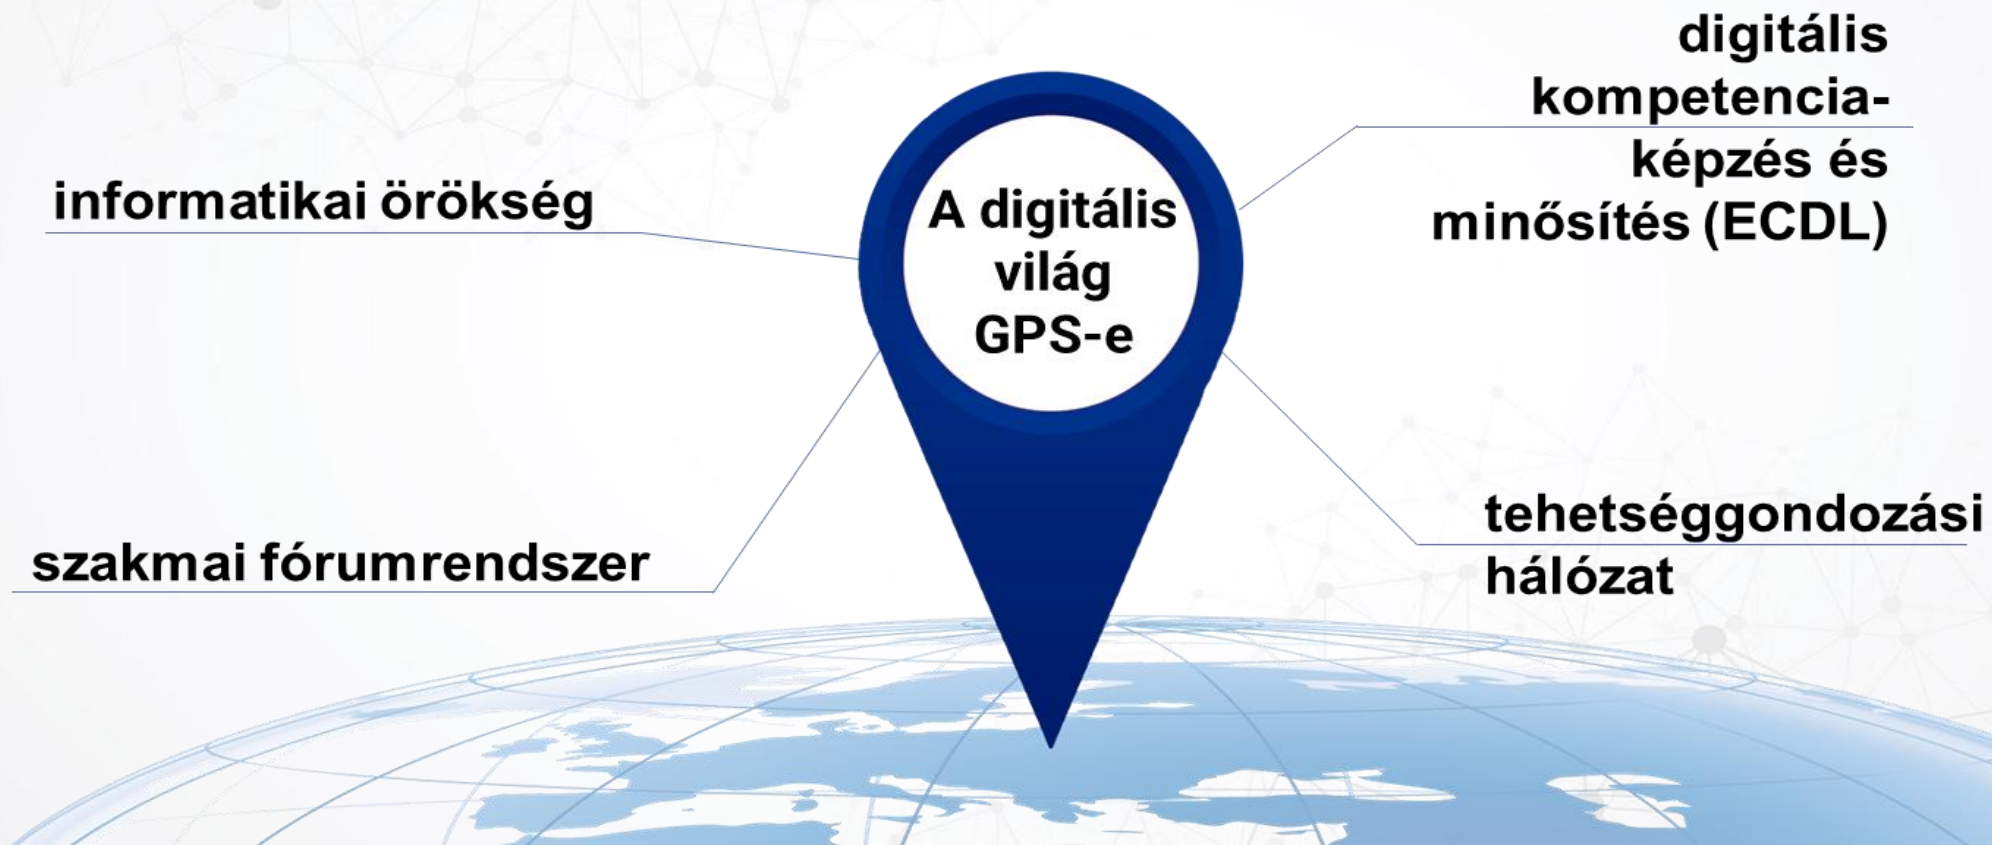 informatikai örökség
szakmai fórumrendszer
A digitális
világ
GPS-e
digitális
kompetencia-
képzés és
minősítés (ECDL)
tehetséggondozási
hálózat